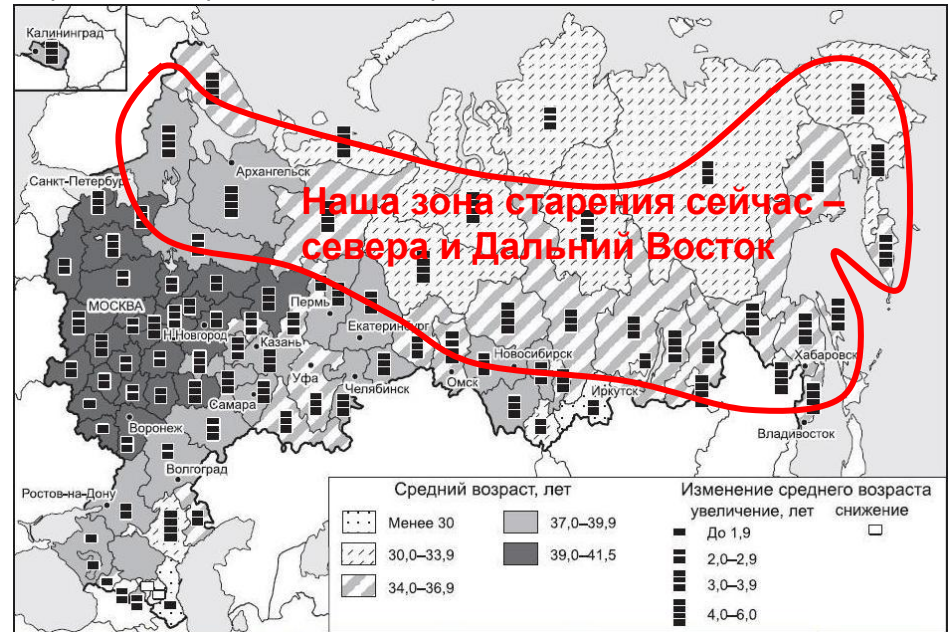 Калининград
Архангельск
Санкт-Петербург
Наша зона старения сейчас –
севера и Дальний Восток
МОСКВА
Пермь
Н.Новгород
Екатеринбург
Казань
Новосибирск
Хабаровск
Уфа
Челябинск
Омск
Иркутск
Самара
Воронеж
Владивосток
Волгоград
Ростов-на-Дону
Средний возраст, лет
Изменение среднего возраста
увеличение, лет снижение
Менее 30
37,0–39,9
До 1,9
30,0–33,9
39,0–41,5
2,0–2,9
34,0–36,9
3,0–3,9
4,0–6,0